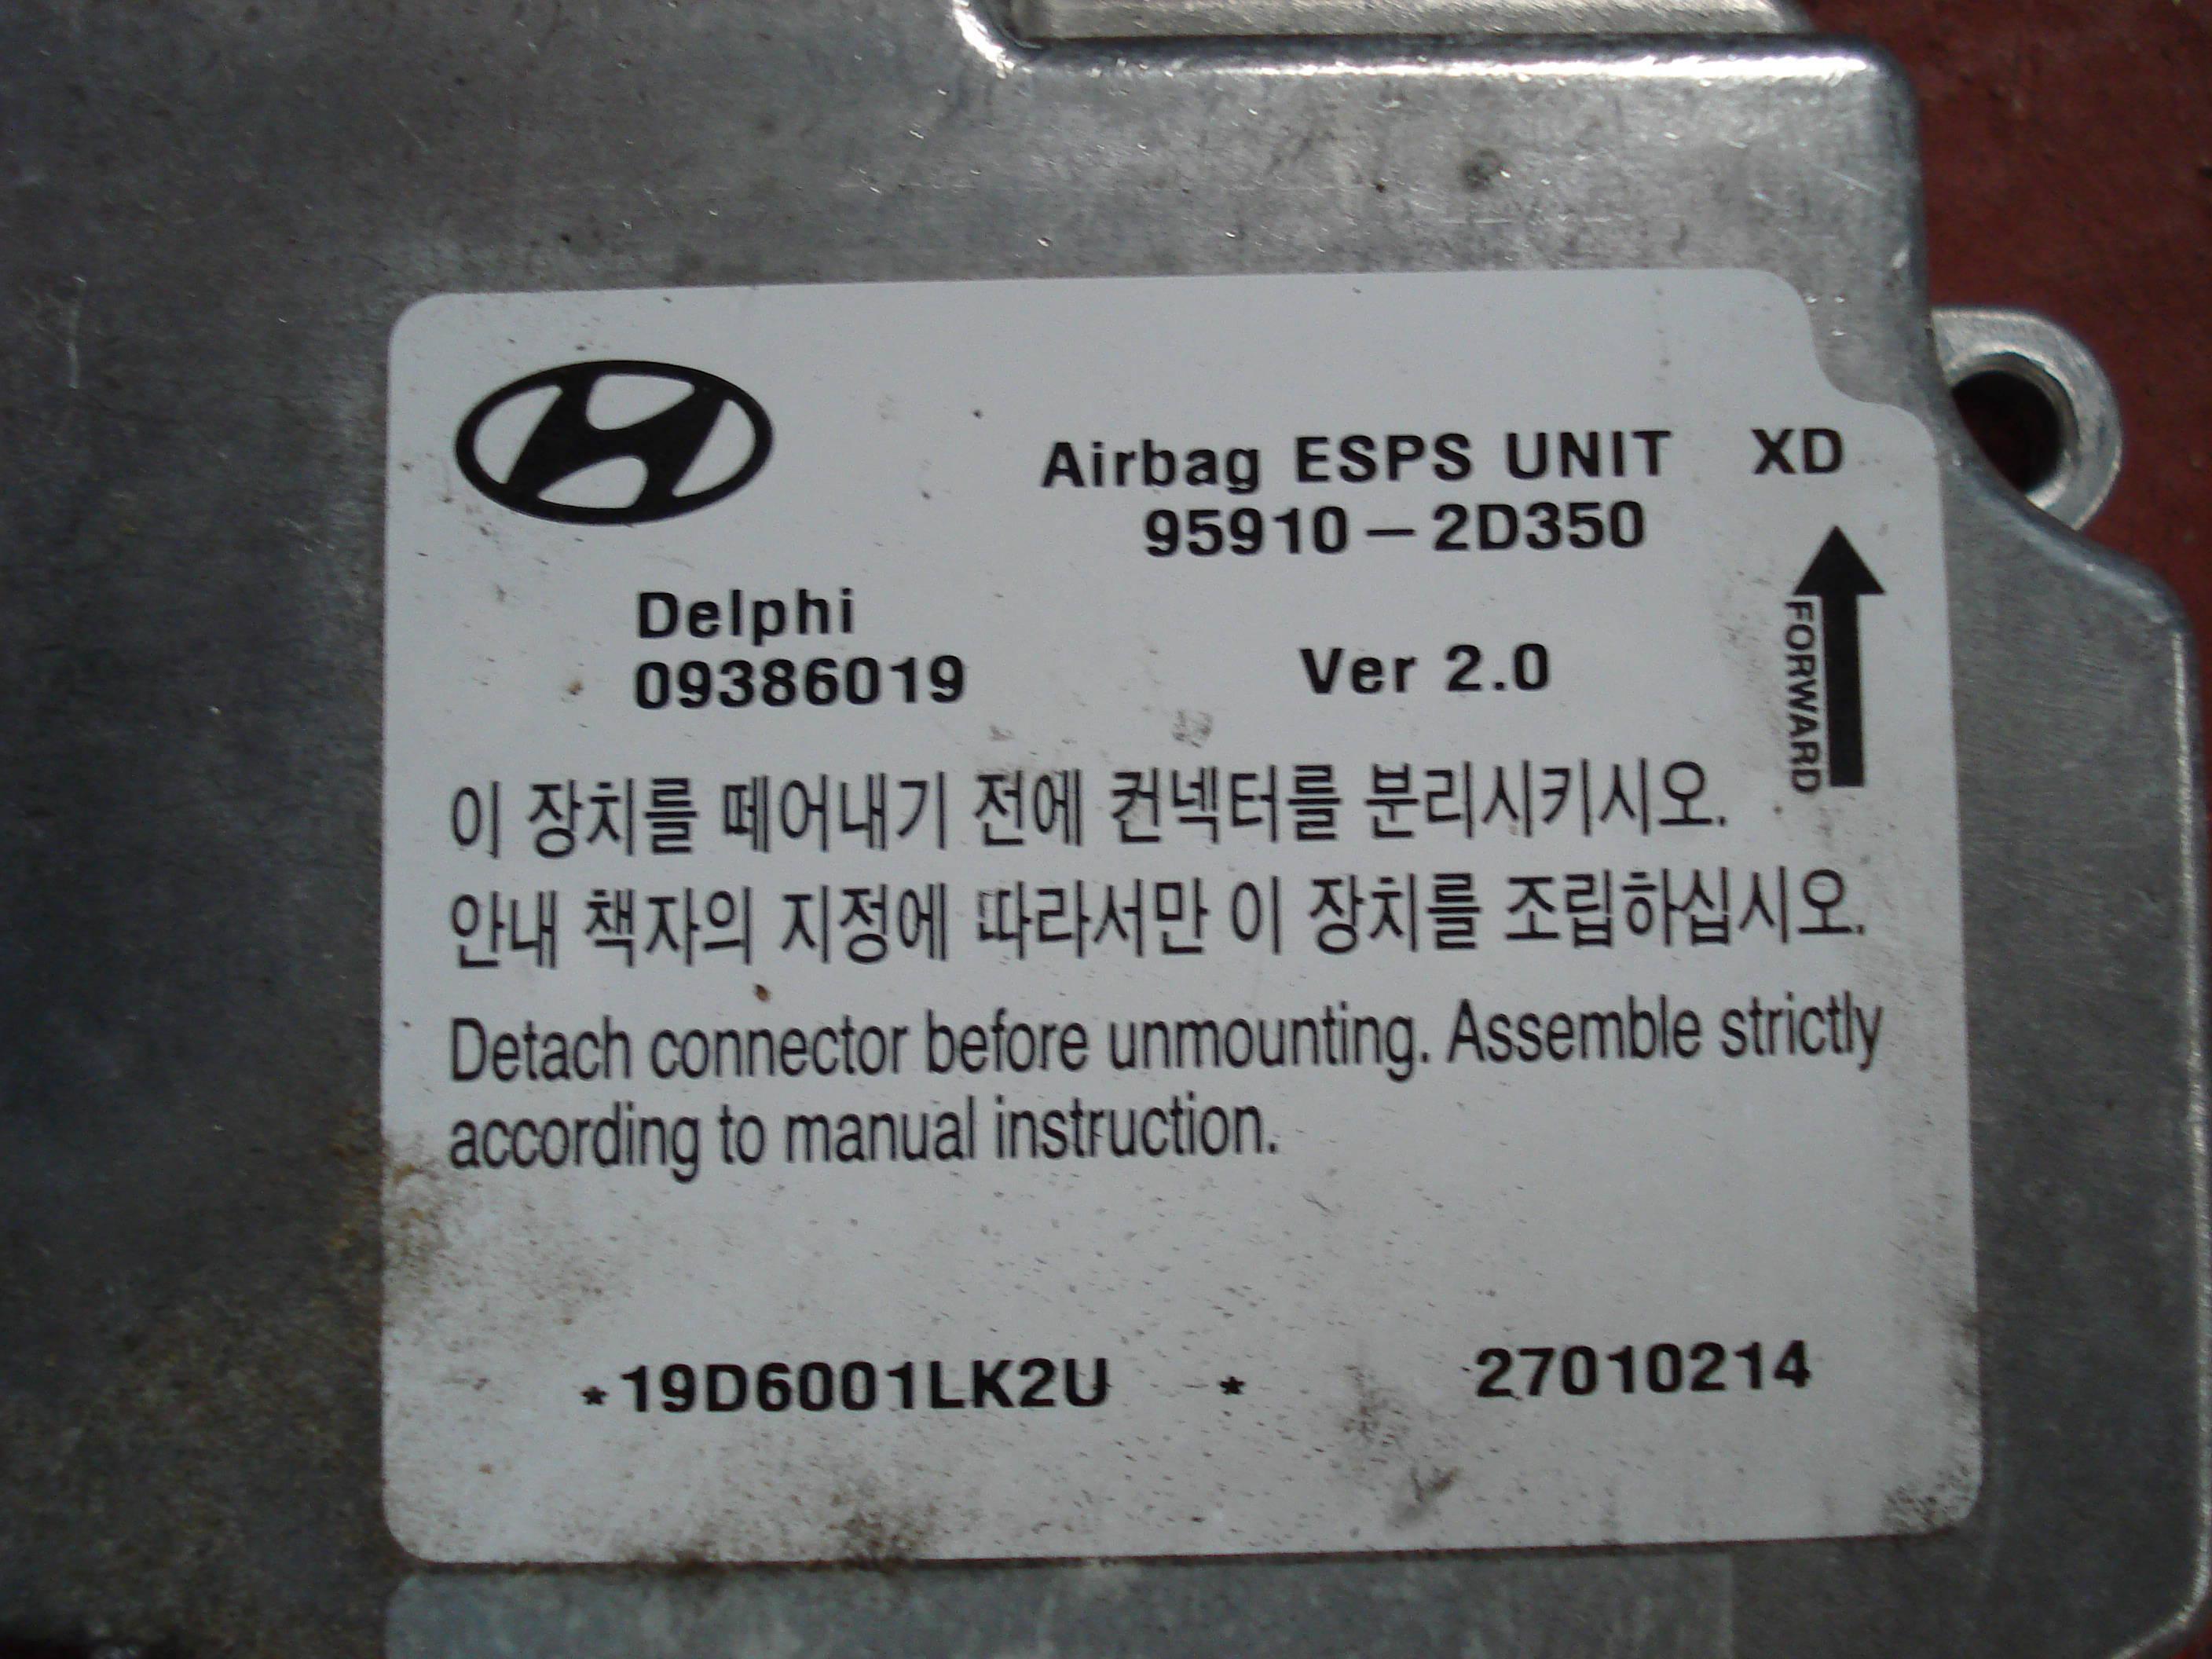 Airbag ESPS UNIT XD
95910-2D350
Delphi
09386019
Ver 2.0
FORWARD
이 장치를 떼어내기 전에 컨넥터를 분리시키시오.
안내 책자의 지정에 따라서만 이 장치를 조립하십시오.
Detach connector before unmounting. Assemble strictly
according to manual instruction.
*19D6001LK2U * 27010214